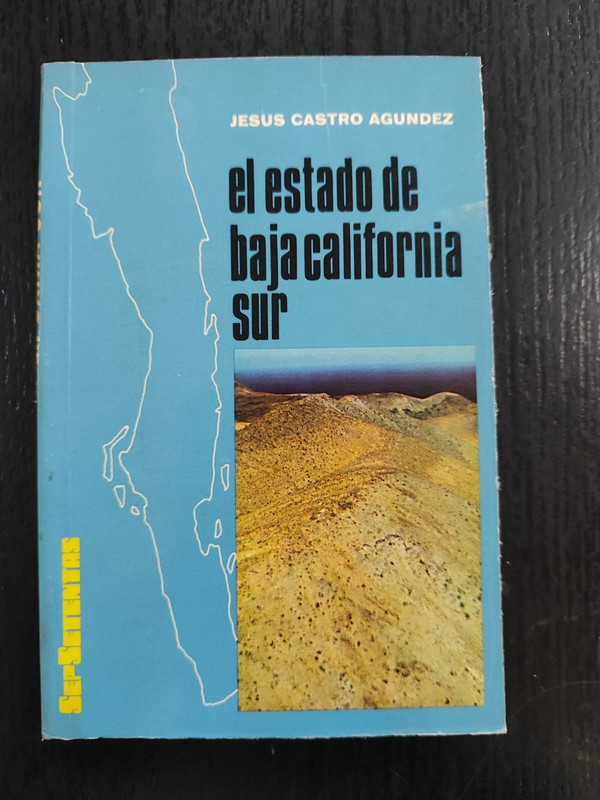 JESUS CASTRO AGUNDEZ
el estado de
baja california
sur
SEPSETENTAS